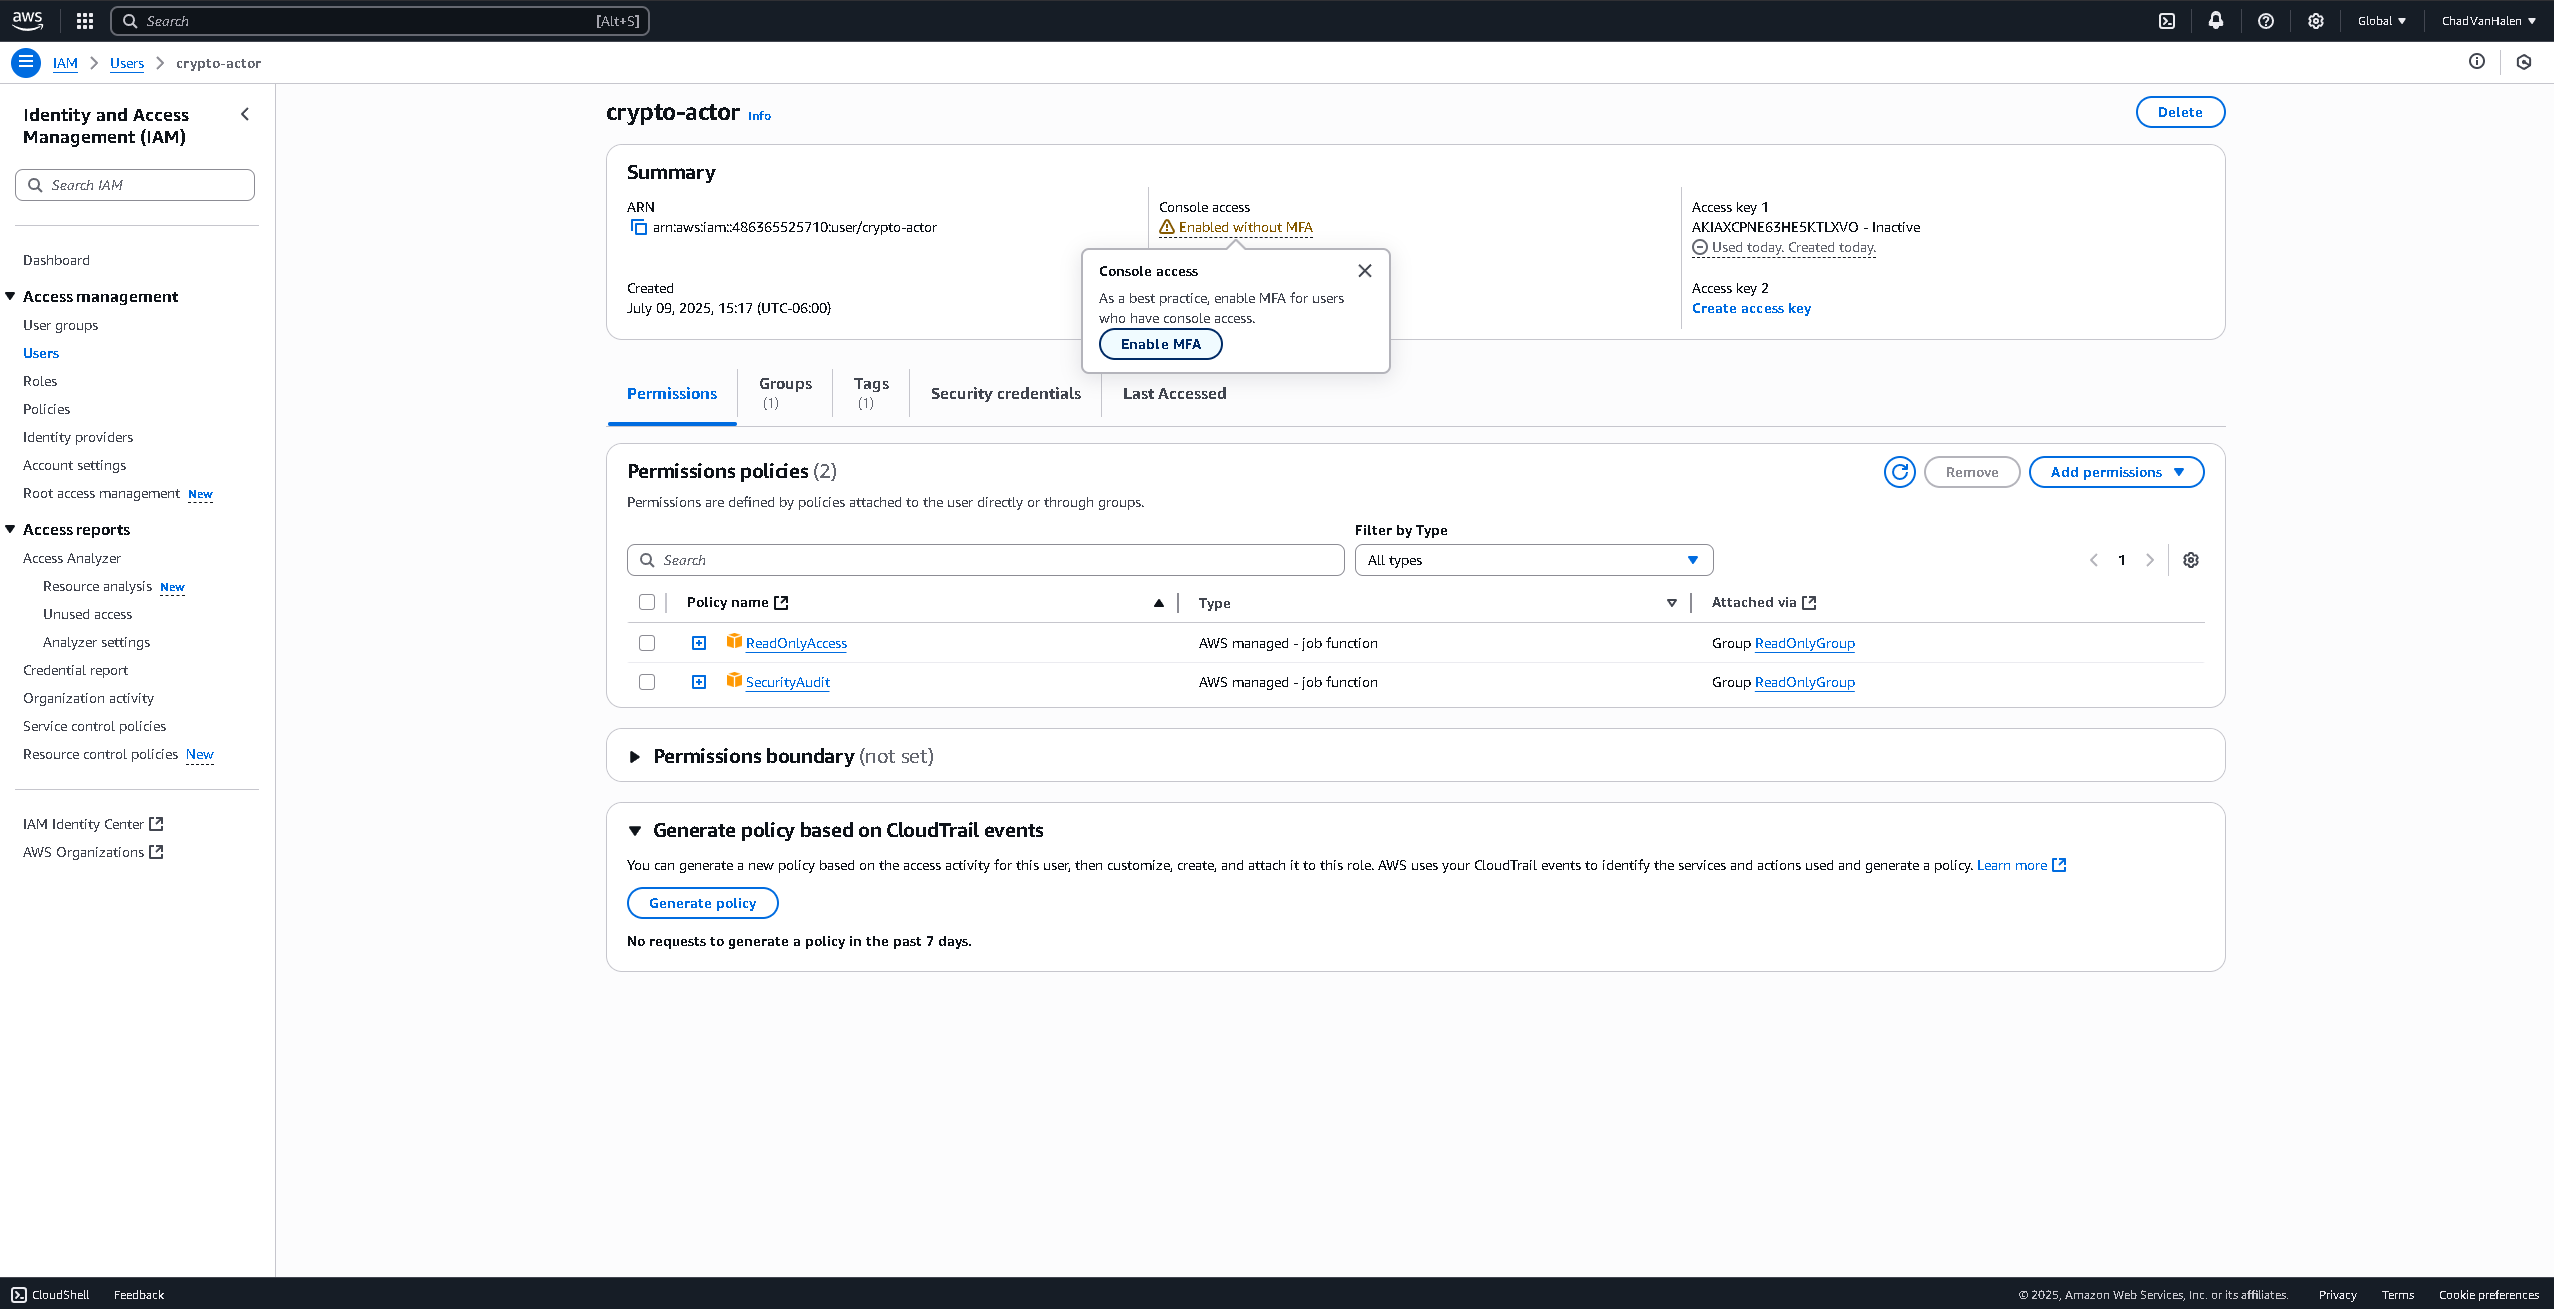 aws
Search [Alt+S]
Global
ChadVanHalen
IAM
Users
crypto-actor
Identity and Access
Management (IAM)
Search IAM
Dashboard
Access management
User groups
Users
Roles
Policies
Identity providers
Account settings
Root access management New
Access reports
Access Analyzer
Resource analysis New
Unused access
Analyzer settings
Credential report
Organization activity
Service control policies
Resource control policies New
IAM Identity Center
AWS Organizations
crypto-actor Info
Delete
Summary
ARN
arn:aws:iam::486365525710:user/crypto-actor
Created
July 09, 2025, 15:17 (UTC-06:00)
Console access
Enabled without MFA
Console access
As a best practice, enable MFA for users
who have console access.
Enable MFA
Access key 1
AKIAXCPNE63HE5KTLXVO - Inactive
Used today. Created today.
Access key 2
Create access key
Permissions
Groups
(1)
Tags
(1)
Security credentials
Last Accessed
Permissions policies (2)
Remove
Add permissions
Permissions are defined by policies attached to the user directly or through groups.
Filter by Type
Search
All types
1
Policy name
Type
Attached via
ReadOnlyAccess AWS managed - job function Group ReadOnlyGroup
SecurityAudit AWS managed - job function Group ReadOnlyGroup
Permissions boundary (not set)
Generate policy based on CloudTrail events
You can generate a new policy based on the access activity for this user, then customize, create, and attach it to this role. AWS uses your CloudTrail events to identify the services and actions used and generate a policy. Learn more
Generate policy
No requests to generate a policy in the past 7 days.
CloudShell Feedback
© 2025, Amazon Web Services, Inc. or its affiliates. Privacy Terms Cookie preferences